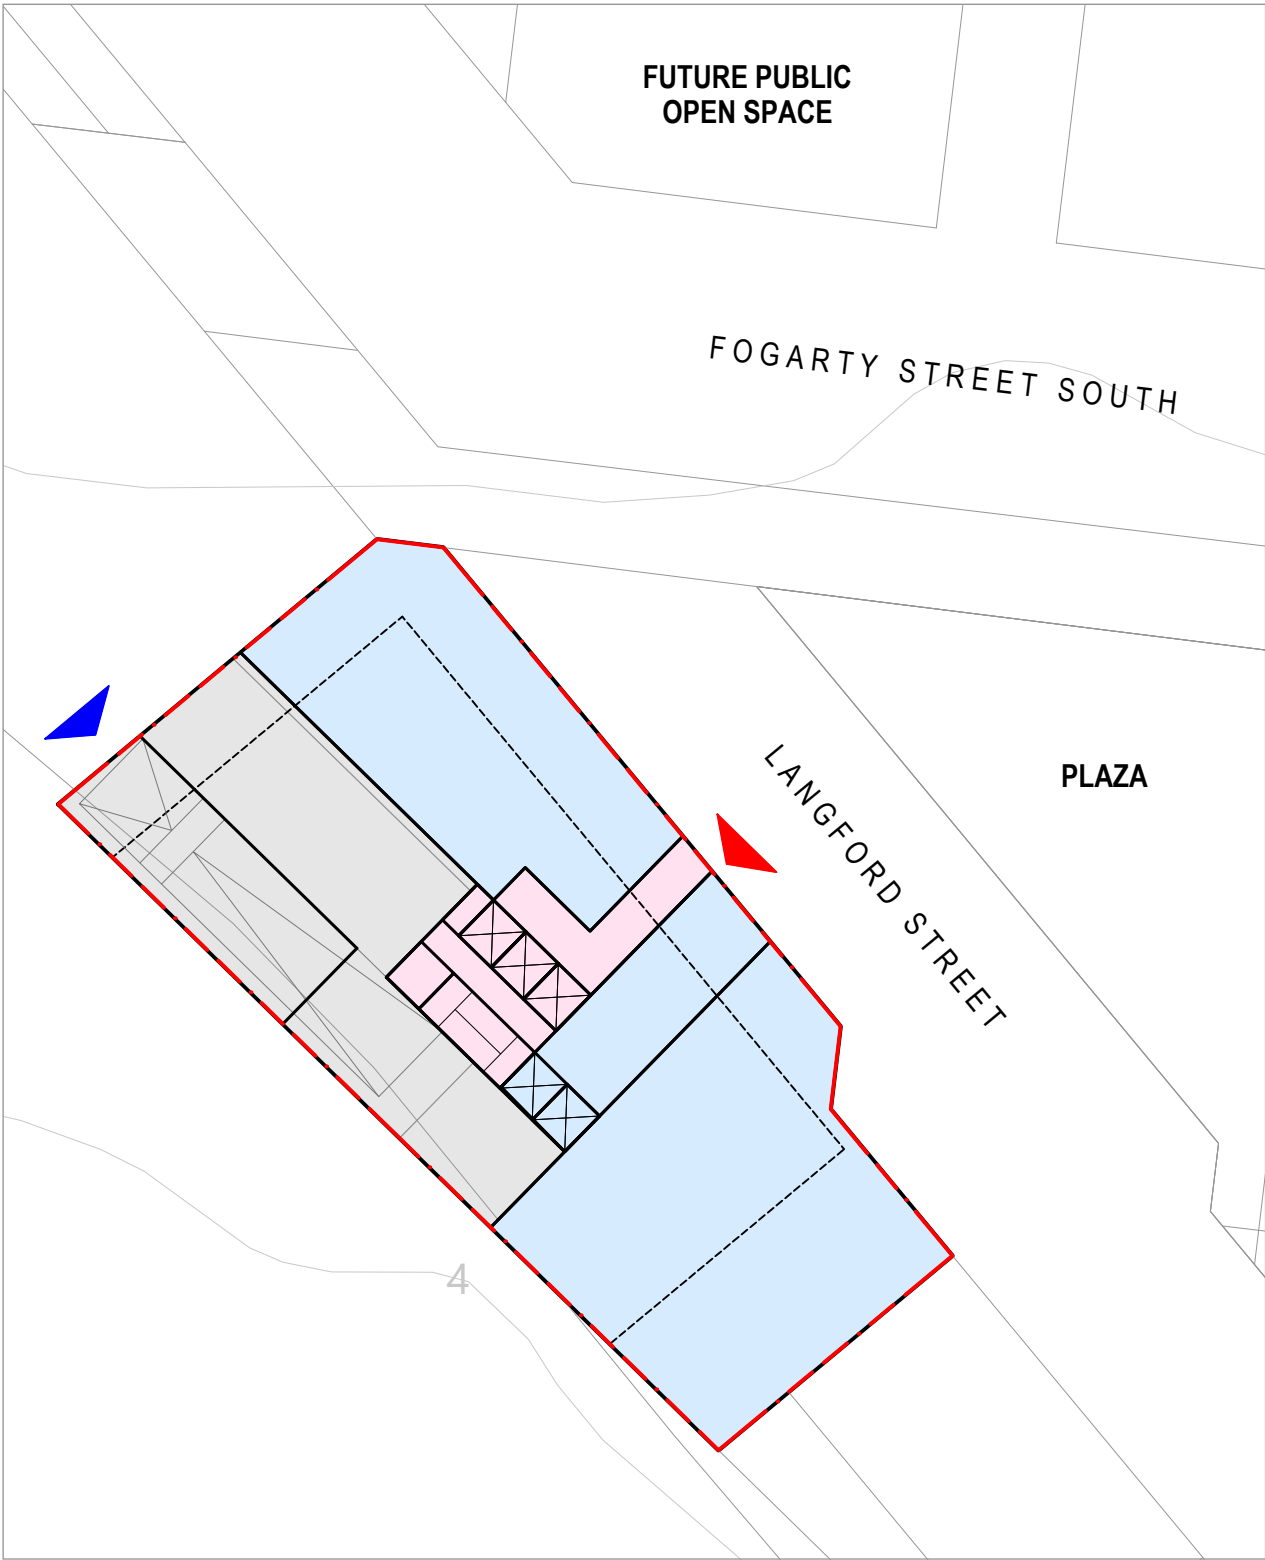 FUTURE PUBLIC
OPEN SPACE
FOGARTY STREET SOUTH
LANGFORD STREET
PLAZA
4